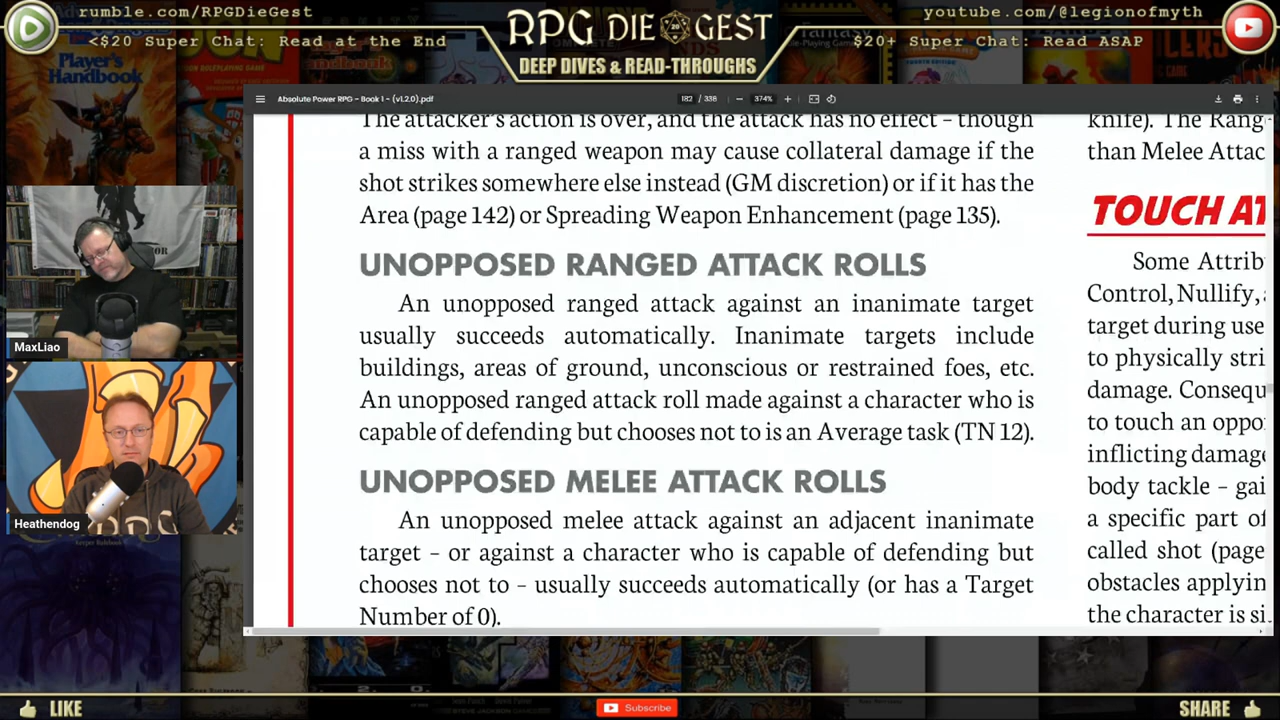 rumble.com/RPGDieGest
<$20 Super Chat: Read at the End
RPG DIE GEST
DEEP DIVES & READ-THROUGHS
youtube.com/@legionofmyth
$20+ Super Chat: Read ASAP
Player's
Handbook
Absolute Power RPG - Book 1 - (v1.2.0).pdf
182 / 338
374%
The attacker's action is over, and the attack has no effect – though
a miss with a ranged weapon may cause collateral damage if the
shot strikes somewhere else instead (GM discretion) or if it has the
Area (page 142) or Spreading Weapon Enhancement (page 135).
UNOPPOSED RANGED ATTACK ROLLS
An unopposed ranged attack against an inanimate target
usually succeeds automatically. Inanimate targets include
buildings, areas of ground, unconscious or restrained foes, etc.
An unopposed ranged attack roll made against a character who is
capable of defending but chooses not to is an Average task (TN 12).
UNOPPOSED MELEE ATTACK ROLLS
An unopposed melee attack against an adjacent inanimate
target – or against a character who is capable of defending but
chooses not to – usually succeeds automatically (or has a Target
Number of 0).
knife). The Rang
than Melee Attac
TOUCH AT
Some Attrib
Control, Nullify,
target during use
to physically stri
damage. Consequ
to touch an oppo
inflicting damage
body tackle – gai
a specific part of
called shot (page
obstacles applyin
the character is si
MaxLiao
Heathendog
LIKE
Subscribe
SHARE